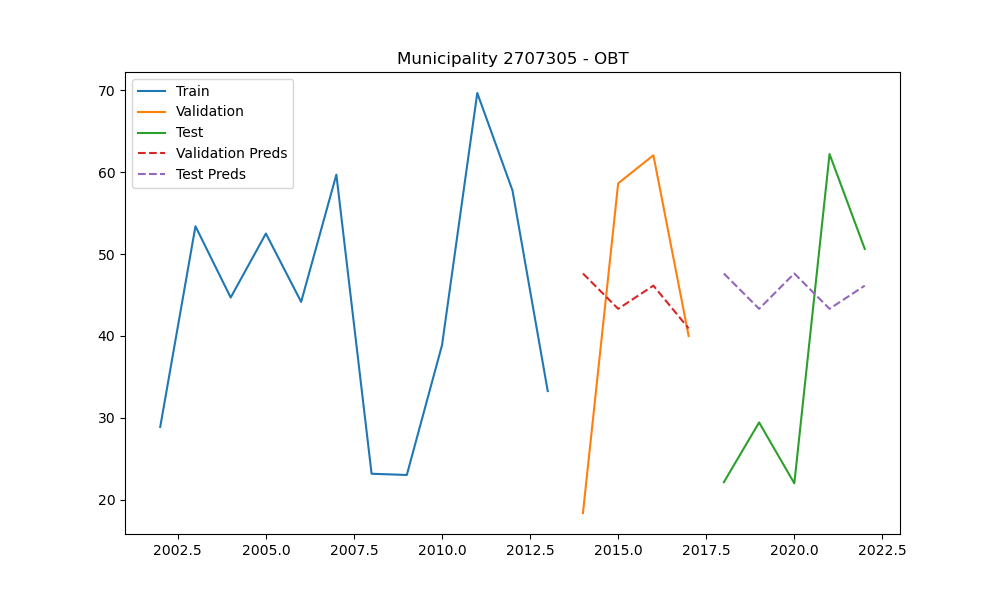 Municipality 2707305 - OBT
Train
Validation
Test
Validation Preds
Test Preds
70
60
50
40
30
20
2002.5 2005.0 2007.5 2010.0 2012.5 2015.0 2017.5 2020.0 2022.5